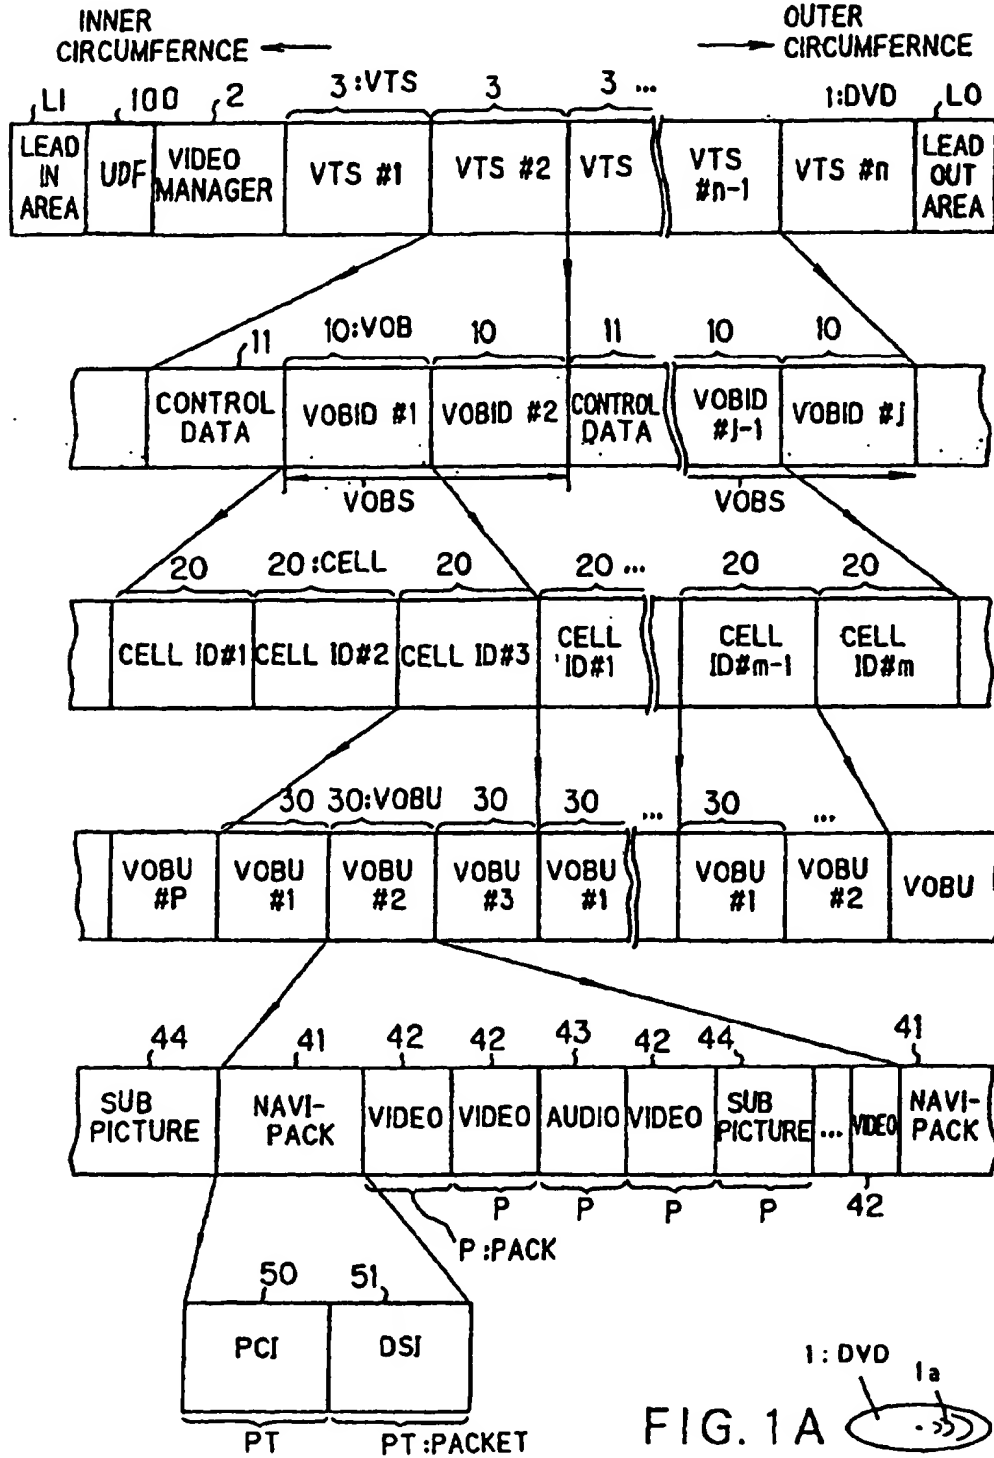 INNER
CIRCUMFERNCE
OUTER
CIRCUMFERNCE
LI 100 2 3:VTS 3 3 ... 1:DVD LO
LEAD
IN
AREA
UDF
VIDEO
MANAGER
VTS #1
VTS #2
VTS
VTS
#n-1
VTS #n
LEAD
OUT
AREA
11 10:VOB 10 11 10 10
CONTROL
DATA
VOBID #1
VOBID #2
CONTROL
DATA
VOBID
#j-1
VOBID #j
VOBS
VOBS
20 20:CELL 20 20 ... 20 20
CELL ID#1
CELL ID#2
CELL ID#3
CELL
ID#1
CELL
ID#m-1
CELL
ID#m
30 30:VOBU 30 30 ... 30 ...
VOBU
#P
VOBU
#1
VOBU
#2
VOBU
#3
VOBU
#1
VOBU
#1
VOBU
#2
VOBU
44 41 42 42 43 42 44 41
SUB
PICTURE
NAVI-
PACK
VIDEO
VIDEO
AUDIO
VIDEO
SUB
PICTURE
...
VIDEO
NAVI-
PACK
P P P P 42
P:PACK
50 51
PCI
DSI
PT PT:PACKET
1:DVD
1a
FIG. 1A